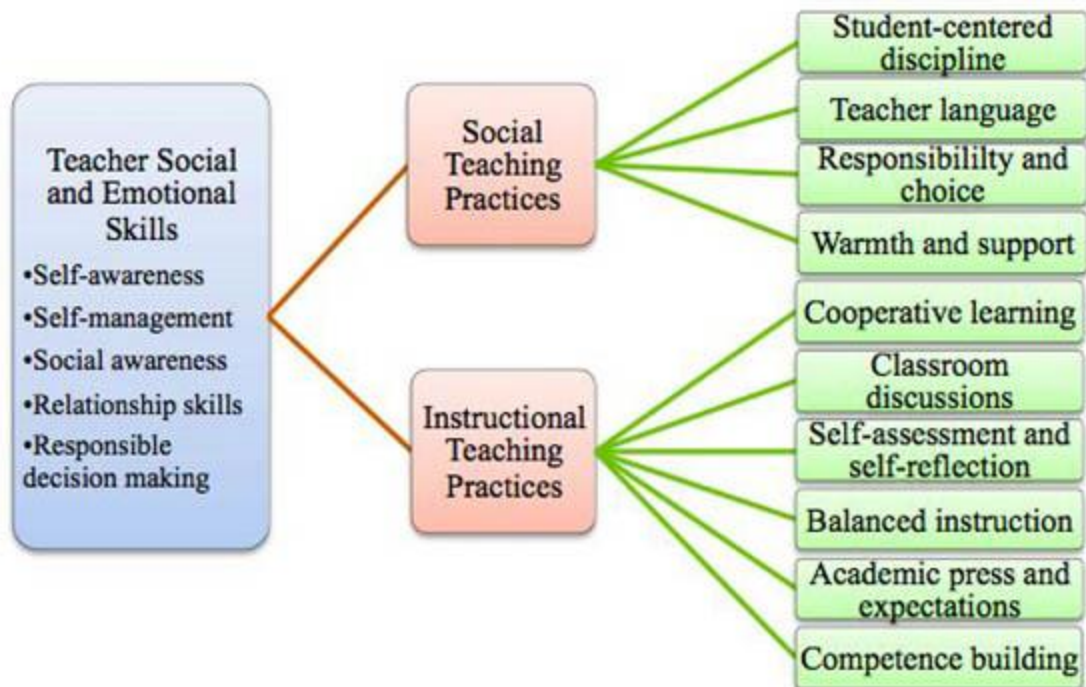 Teacher Social
and Emotional
Skills
•Self-awareness
•Self-management
•Social awareness
•Relationship skills
•Responsible
decision making
Social
Teaching
Practices
Instructional
Teaching
Practices
Student-centered
discipline
Teacher language
Responsibililty and
choice
Warmth and support
Cooperative learning
Classroom
discussions
Self-assessment and
self-reflection
Balanced instruction
Academic press and
expectations
Competence building